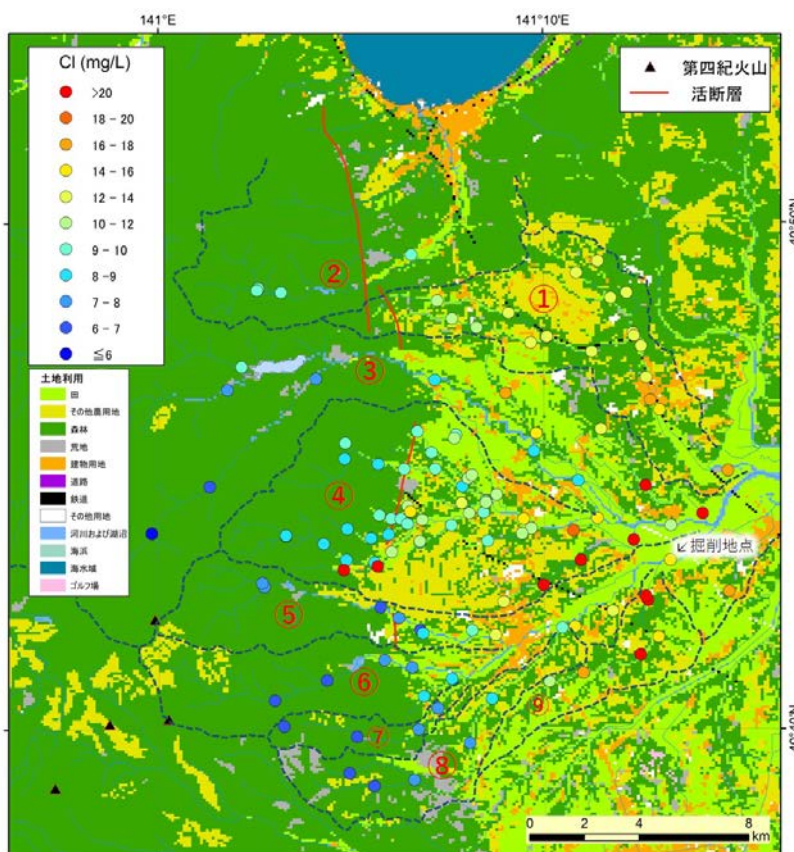 141°E
141°10'E
Cl (mg/L)
>20
18 - 20
16 - 18
14 - 16
12 - 14
10 - 12
9 - 10
8 - 9
7 - 8
6 - 7
≦6
第四紀火山
活断層
土地利用
田
その他農用地
森林
荒地
建物用地
道路
鉄道
その他用地
河川および湖沼
海浜
海水域
ゴルフ場
40°50'N
②
①
③
④
↙掘削地点
⑤
⑥
⑨
⑦
⑧
40°40'N
0 2 4 8
km